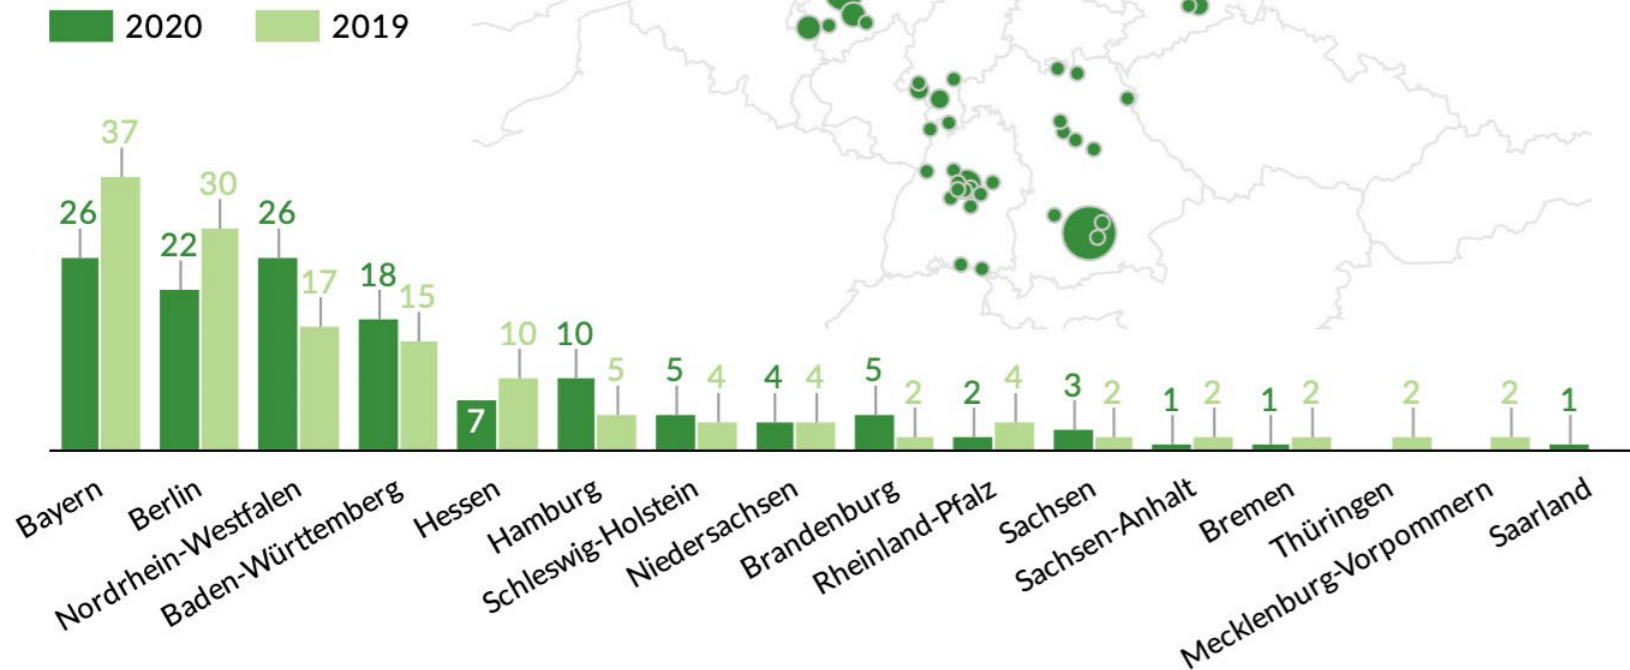 2020 2019
37
30
26 26
22
18 17
15
10 10
7
5 4 4 4 5 2 2 4 3 2 1 2 1 2 2 2 1
5
Bayern
Berlin
Nordrhein-Westfalen
Baden-Württemberg
Hessen
Hamburg
Schleswig-Holstein
Niedersachsen
Brandenburg
Rheinland-Pfalz
Sachsen
Sachsen-Anhalt
Bremen
Thüringen
Mecklenburg-Vorpommern
Saarland